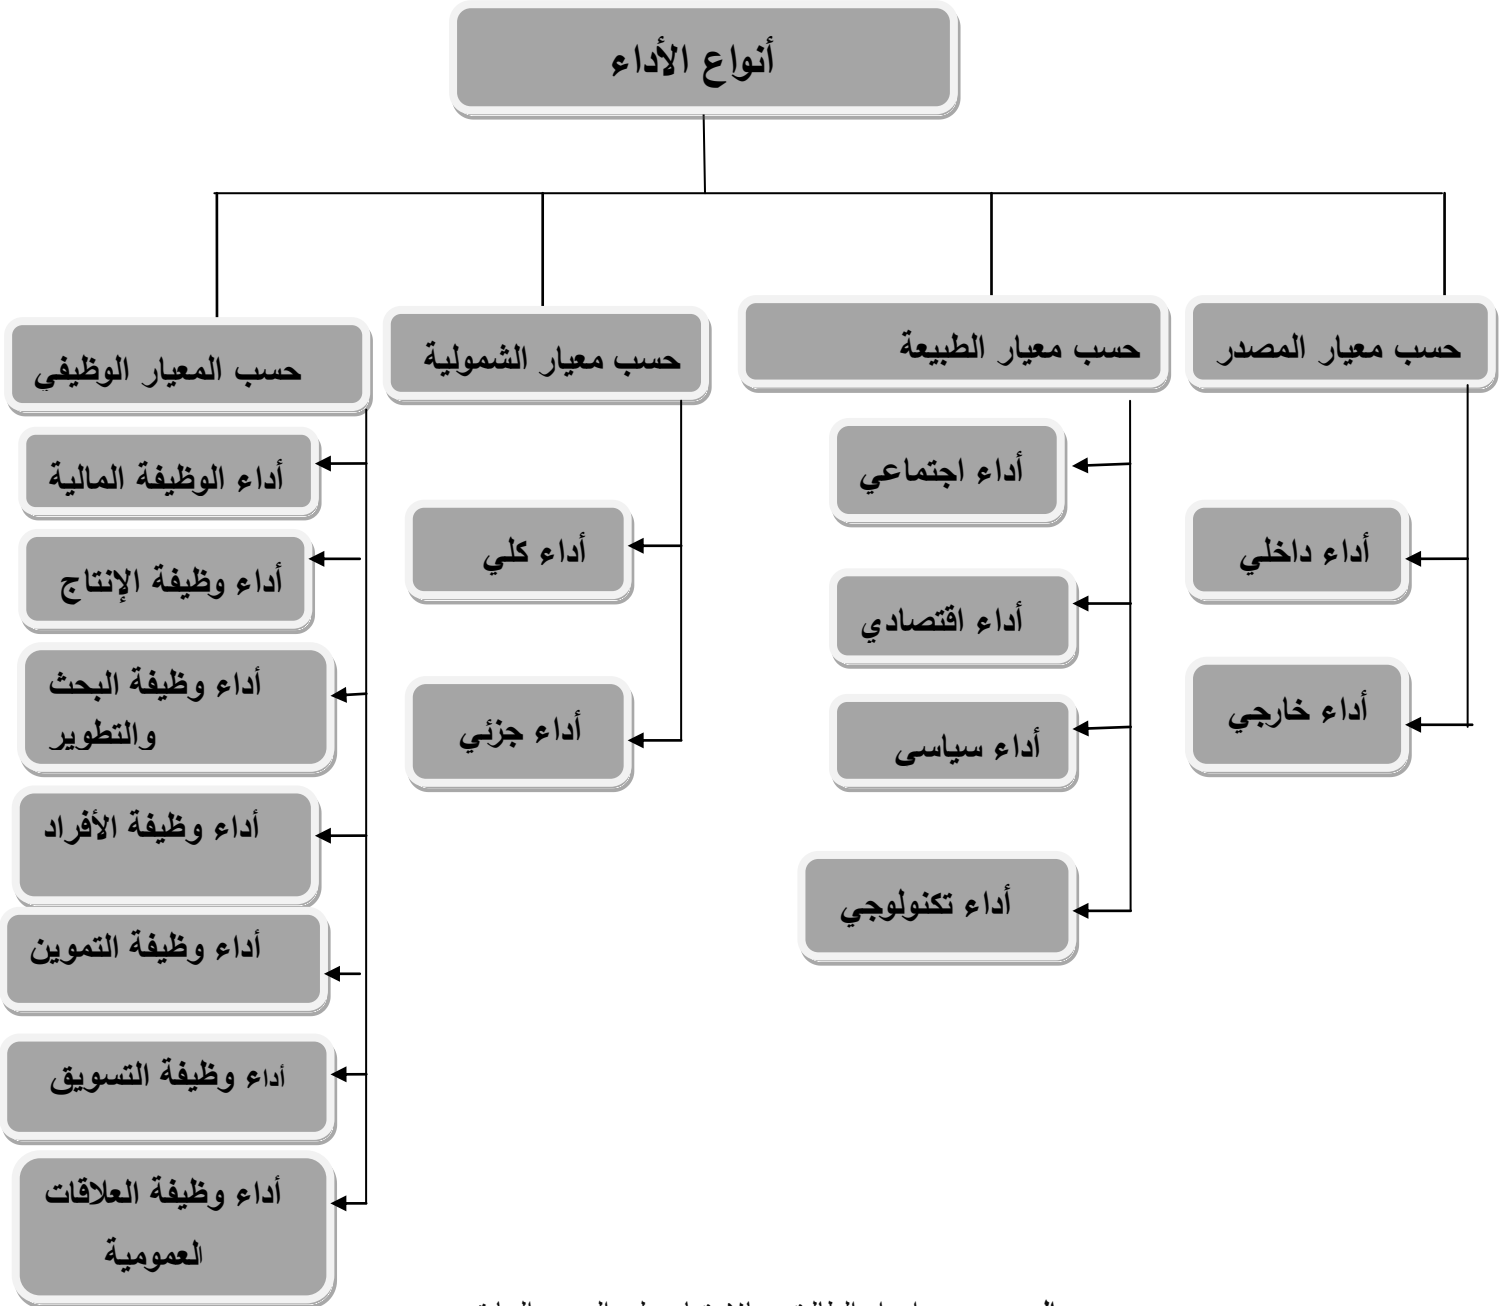 أنواع الأداء
حسب معيار المصدر
أداء داخلي
أداء خارجي
حسب معيار الطبيعة
أداء اجتماعي
أداء اقتصادي
أداء سياسى
أداء تكنولوجي
حسب معيار الشمولية
أداء كلي
أداء جزئي
حسب المعيار الوظيفي
أداء الوظيفة المالية
أداء وظيفة الإنتاج
أداء وظيفة البحث
والتطوير
أداء وظيفة الأفراد
أداء وظيفة التموين
أداء وظيفة التسويق
أداء وظيفة العلاقات
العمومية